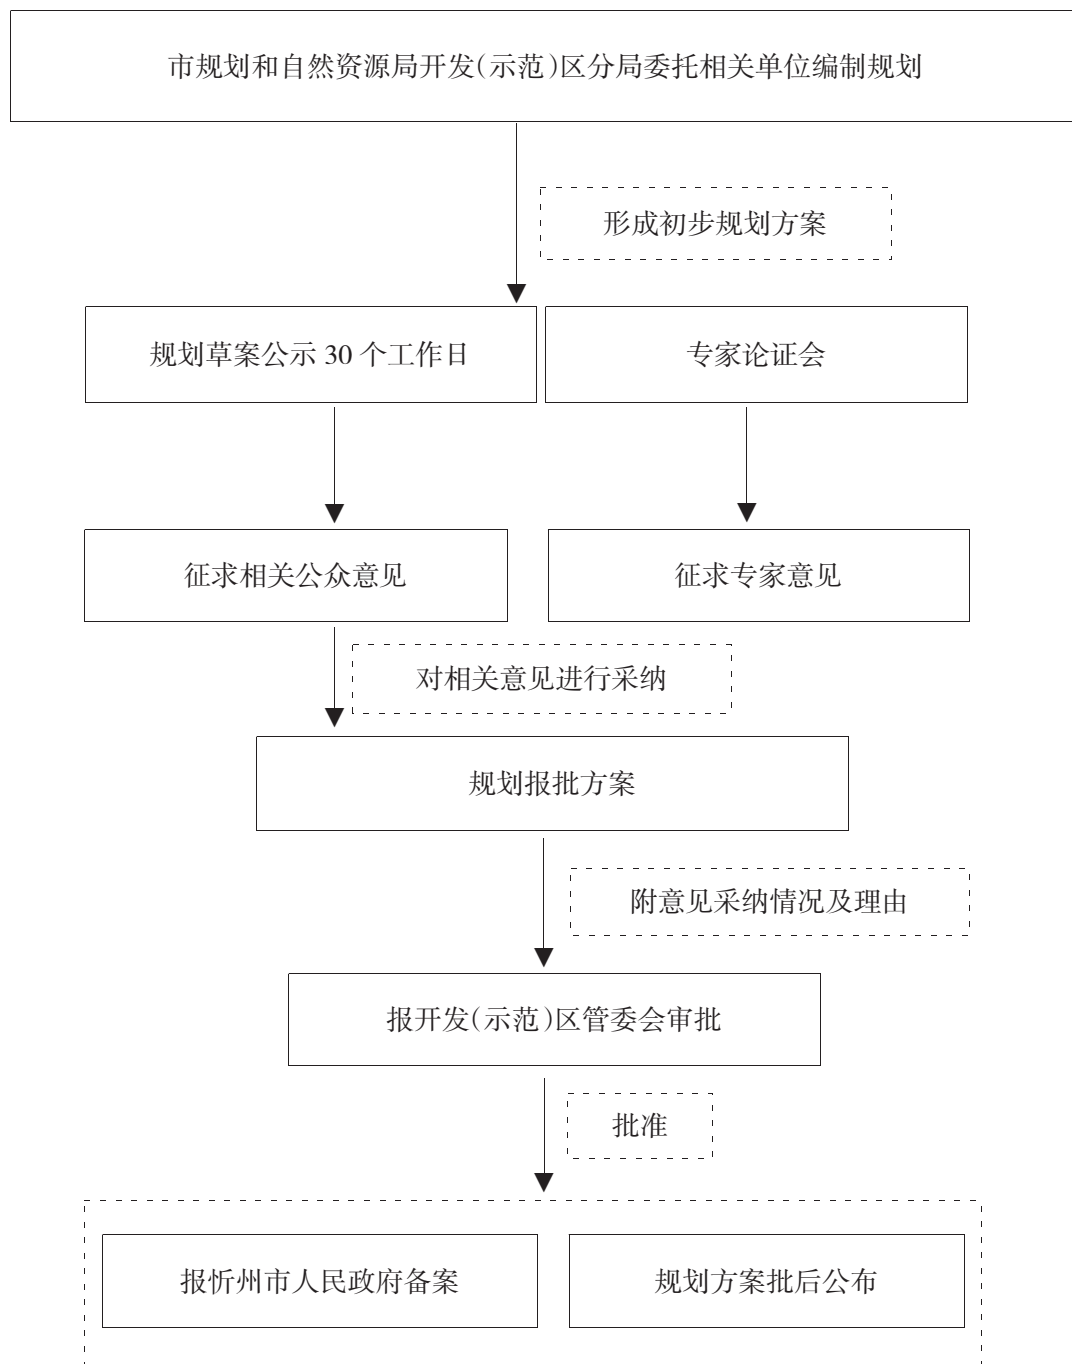 市规划和自然资源局开发(示范)区分局委托相关单位编制规划
形成初步规划方案
规划草案公示 30 个工作日
专家论证会
征求相关公众意见
征求专家意见
对相关意见进行采纳
规划报批方案
附意见采纳情况及理由
报开发(示范)区管委会审批
批准
报忻州市人民政府备案
规划方案批后公布